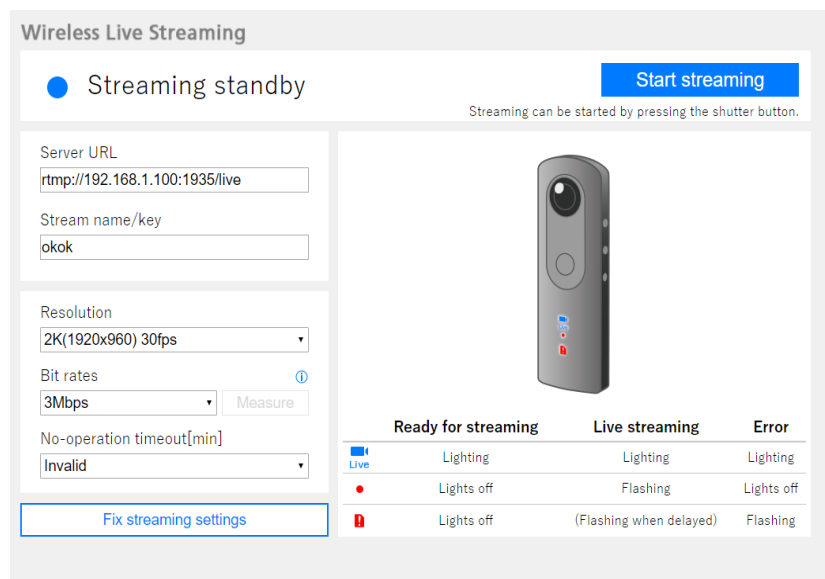 Wireless Live Streaming
Streaming standby
Start streaming
Streaming can be started by pressing the shutter button.
Server URL
rtmp://192.168.1.100:1935/live
Stream name/key
okok
Resolution
2K(1920x960) 30fps
Bit rates
3Mbps
Measure
No-operation timeout[min]
Invalid
Fix streaming settings
Live
Ready for streaming Live streaming Error
Live Lighting Lighting Lighting
Lights off Flashing Lights off
Lights off (Flashing when delayed) Flashing